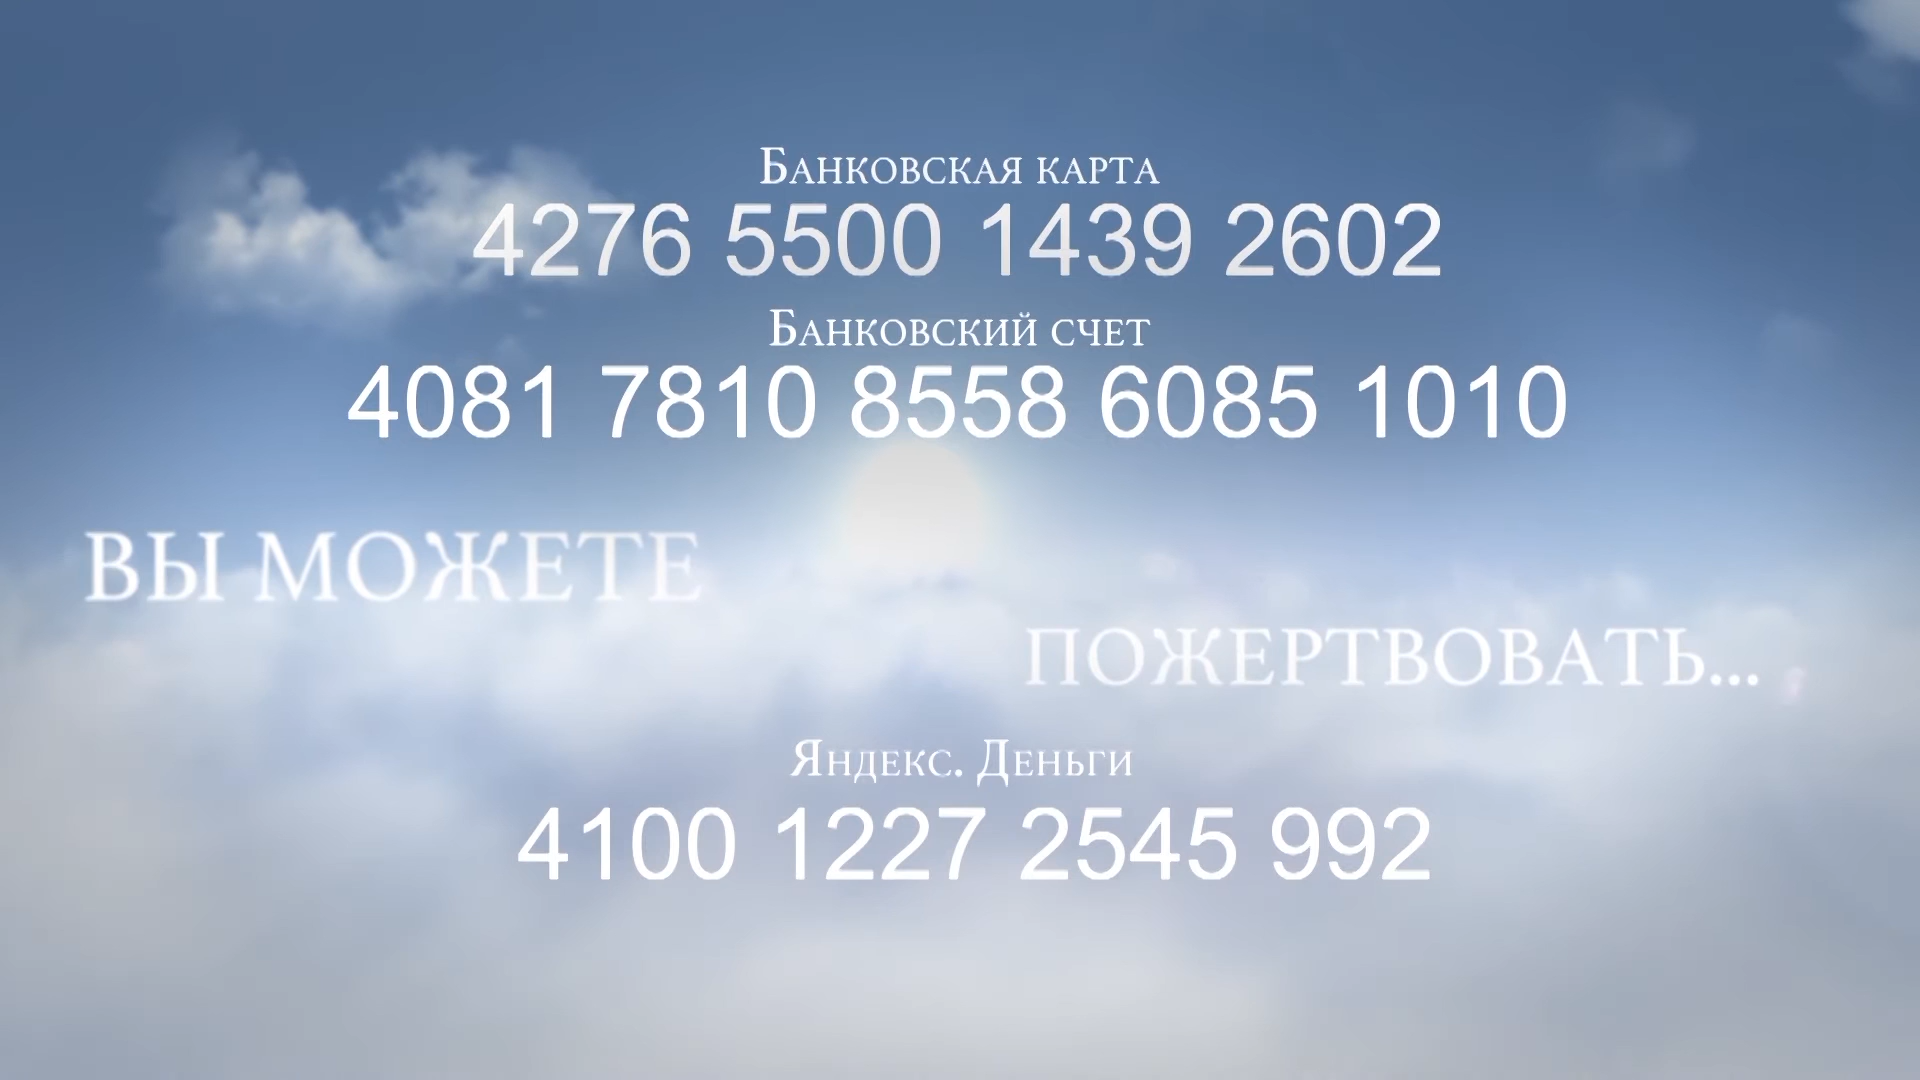 Банковская карта
4276 5500 1439 2602
Банковский счет
4081 7810 8558 6085 1010
ВЫ МОЖЕТЕ
ПОЖЕРТВОВАТЬ...
Яндекс. Деньги
4100 1227 2545 992